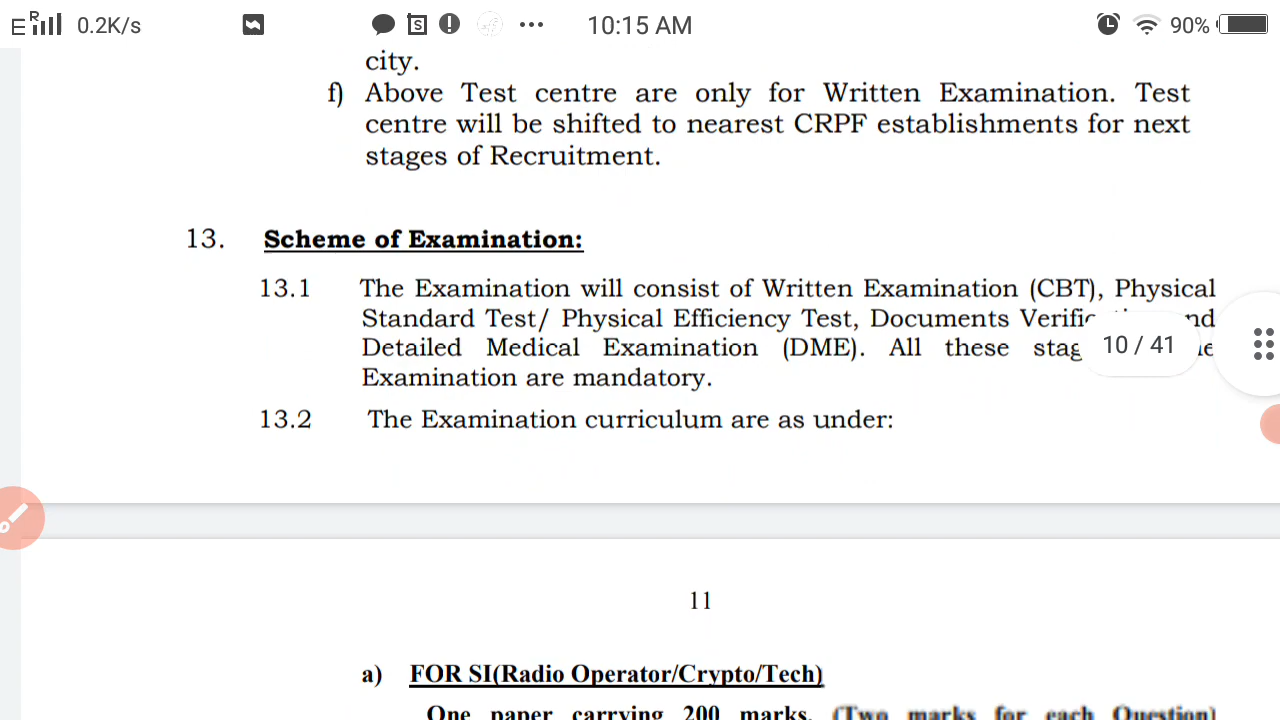 E R 0.2K/s S 10:15 AM 90%
city.
f) Above Test centre are only for Written Examination. Test
centre will be shifted to nearest CRPF establishments for next
stages of Recruitment.
13. Scheme of Examination:
13.1 The Examination will consist of Written Examination (CBT), Physical
Standard Test/ Physical Efficiency Test, Documents
Detailed Medical Examination (DME). All these 10 / 41
Examination are mandatory.
13.2 The Examination curriculum are as under:
11
a) FOR SI(Radio Operator/Crypto/Tech)
One paper carrying 200 marks. (Two marks for each Question)